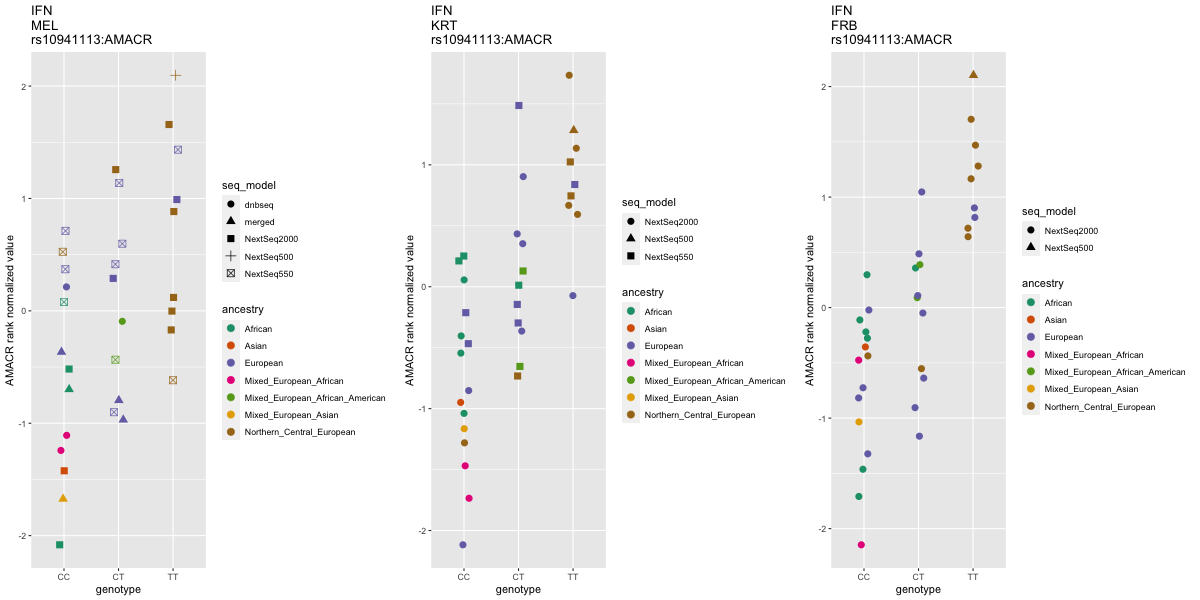 IFN
MEL
rs10941113:AMACR
AMACR rank normalized value
2
1
0
-1
-2
CC
CT
TT
genotype
seq_model
dnbseq
merged
NextSeq2000
NextSeq500
NextSeq550
ancestry
African
Asian
European
Mixed_European_African
Mixed_European_African_American
Mixed_European_Asian
Northern_Central_European
IFN
KRT
rs10941113:AMACR
AMACR rank normalized value
1
0
-1
-2
CC
CT
TT
genotype
seq_model
NextSeq2000
NextSeq500
NextSeq550
ancestry
African
Asian
European
Mixed_European_African
Mixed_European_African_American
Mixed_European_Asian
Northern_Central_European
IFN
FRB
rs10941113:AMACR
AMACR rank normalized value
2
1
0
-1
-2
CC
CT
TT
genotype
seq_model
NextSeq2000
NextSeq500
ancestry
African
Asian
European
Mixed_European_African
Mixed_European_African_American
Mixed_European_Asian
Northern_Central_European